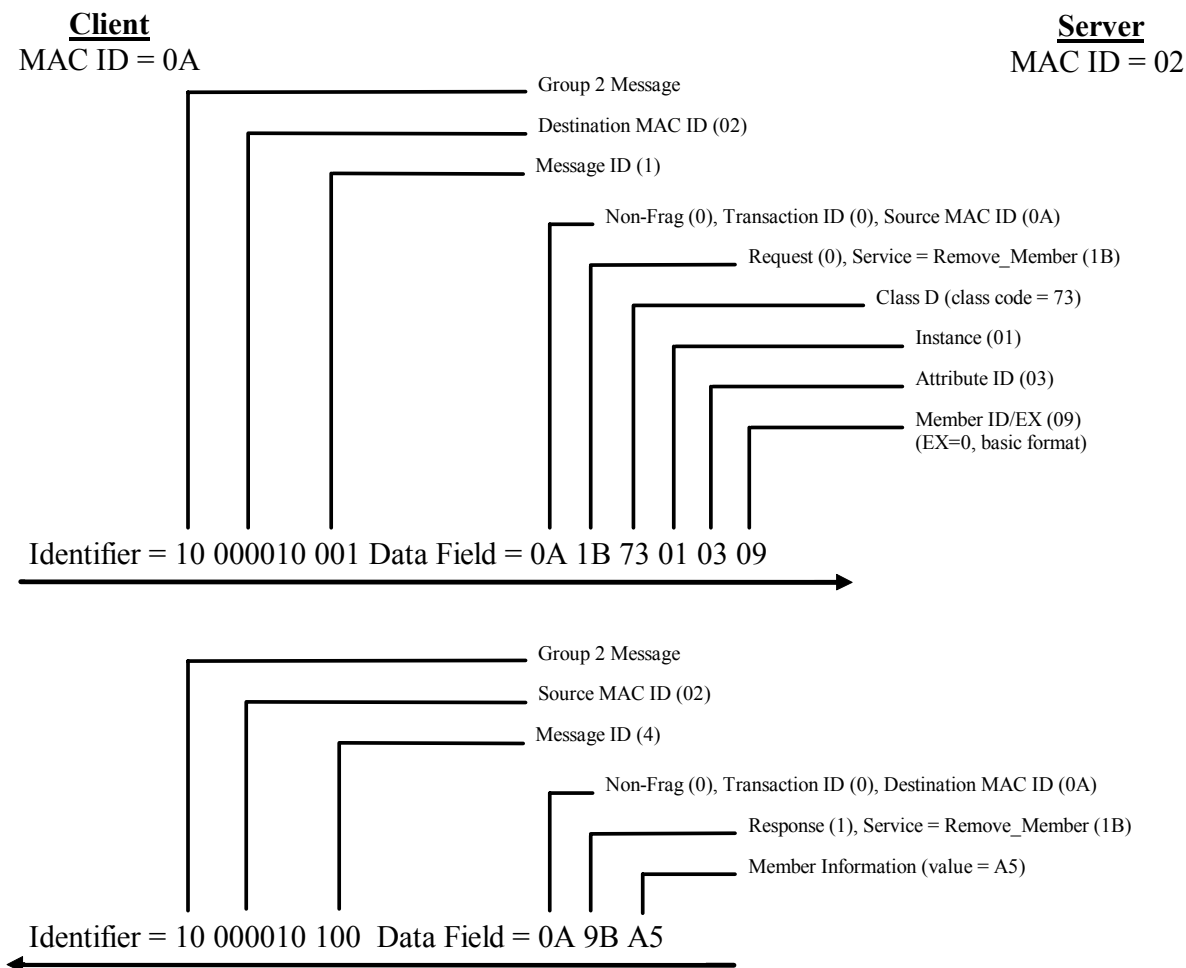 Client
MAC ID = 0A
Server
MAC ID = 02
Group 2 Message
Destination MAC ID (02)
Message ID (1)
Non-Frag (0), Transaction ID (0), Source MAC ID (0A)
Request (0), Service = Remove_Member (1B)
Class D (class code = 73)
Instance (01)
Attribute ID (03)
Member ID/EX (09)
(EX=0, basic format)
Identifier = 10 000010 001 Data Field = 0A 1B 73 01 03 09
Group 2 Message
Source MAC ID (02)
Message ID (4)
Non-Frag (0), Transaction ID (0), Destination MAC ID (0A)
Response (1), Service = Remove_Member (1B)
Member Information (value = A5)
Identifier = 10 000010 100 Data Field = 0A 9B A5